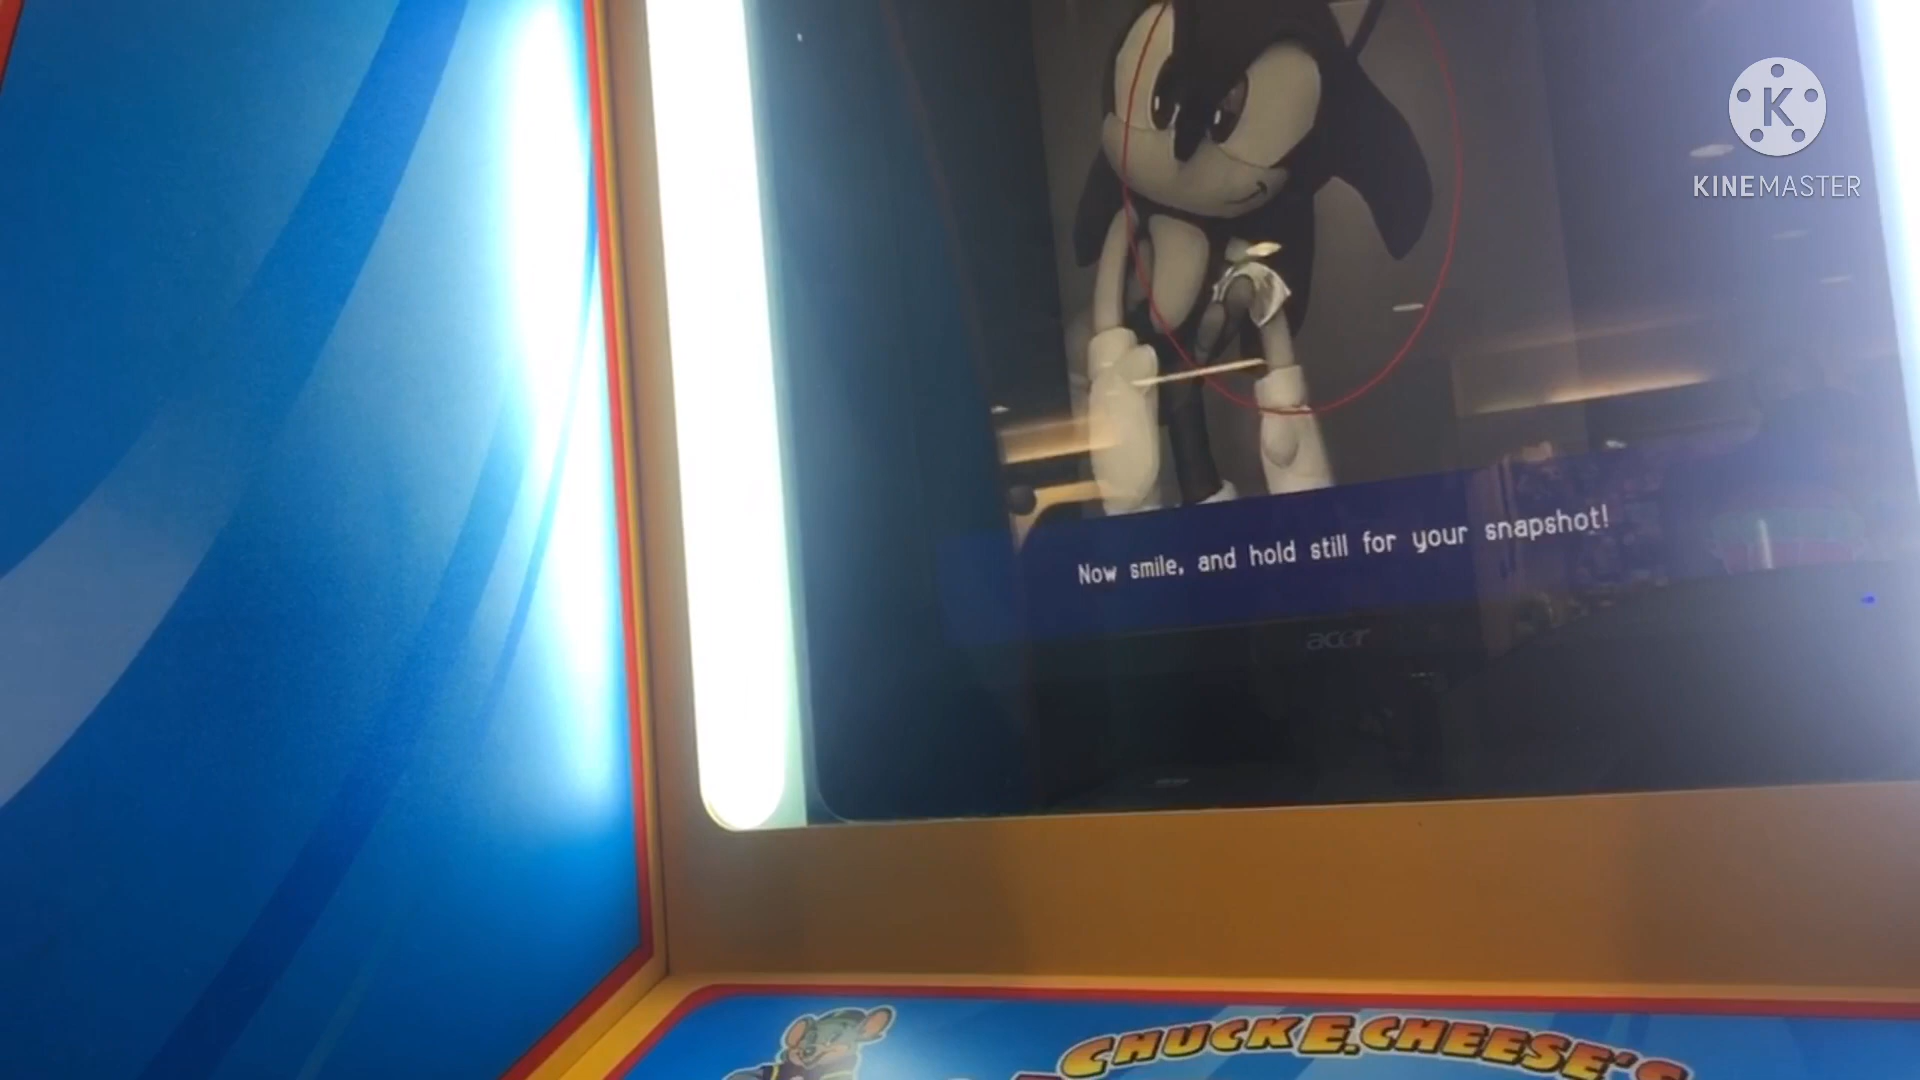 K
KINEMASTER
Now smile, and hold still for your snapshot!
acer
CHUCK E. CHEESE'S